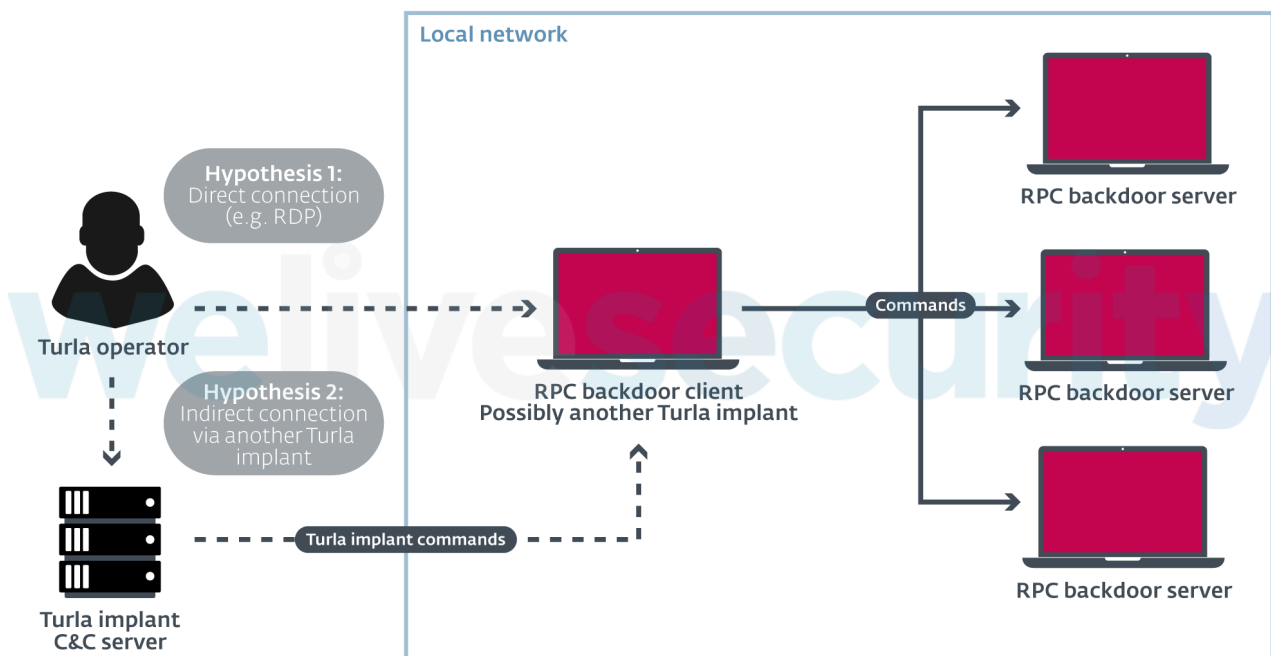 Local network
Hypothesis 1:
Direct connection
(e.g. RDP)
Turla operator
Hypothesis 2:
Indirect connection
via another Turla
implant
Turla implant
C&C server
Turla implant commands
RPC backdoor client
Possibly another Turla implant
Commands
RPC backdoor server
RPC backdoor server
RPC backdoor server
welivesecurity